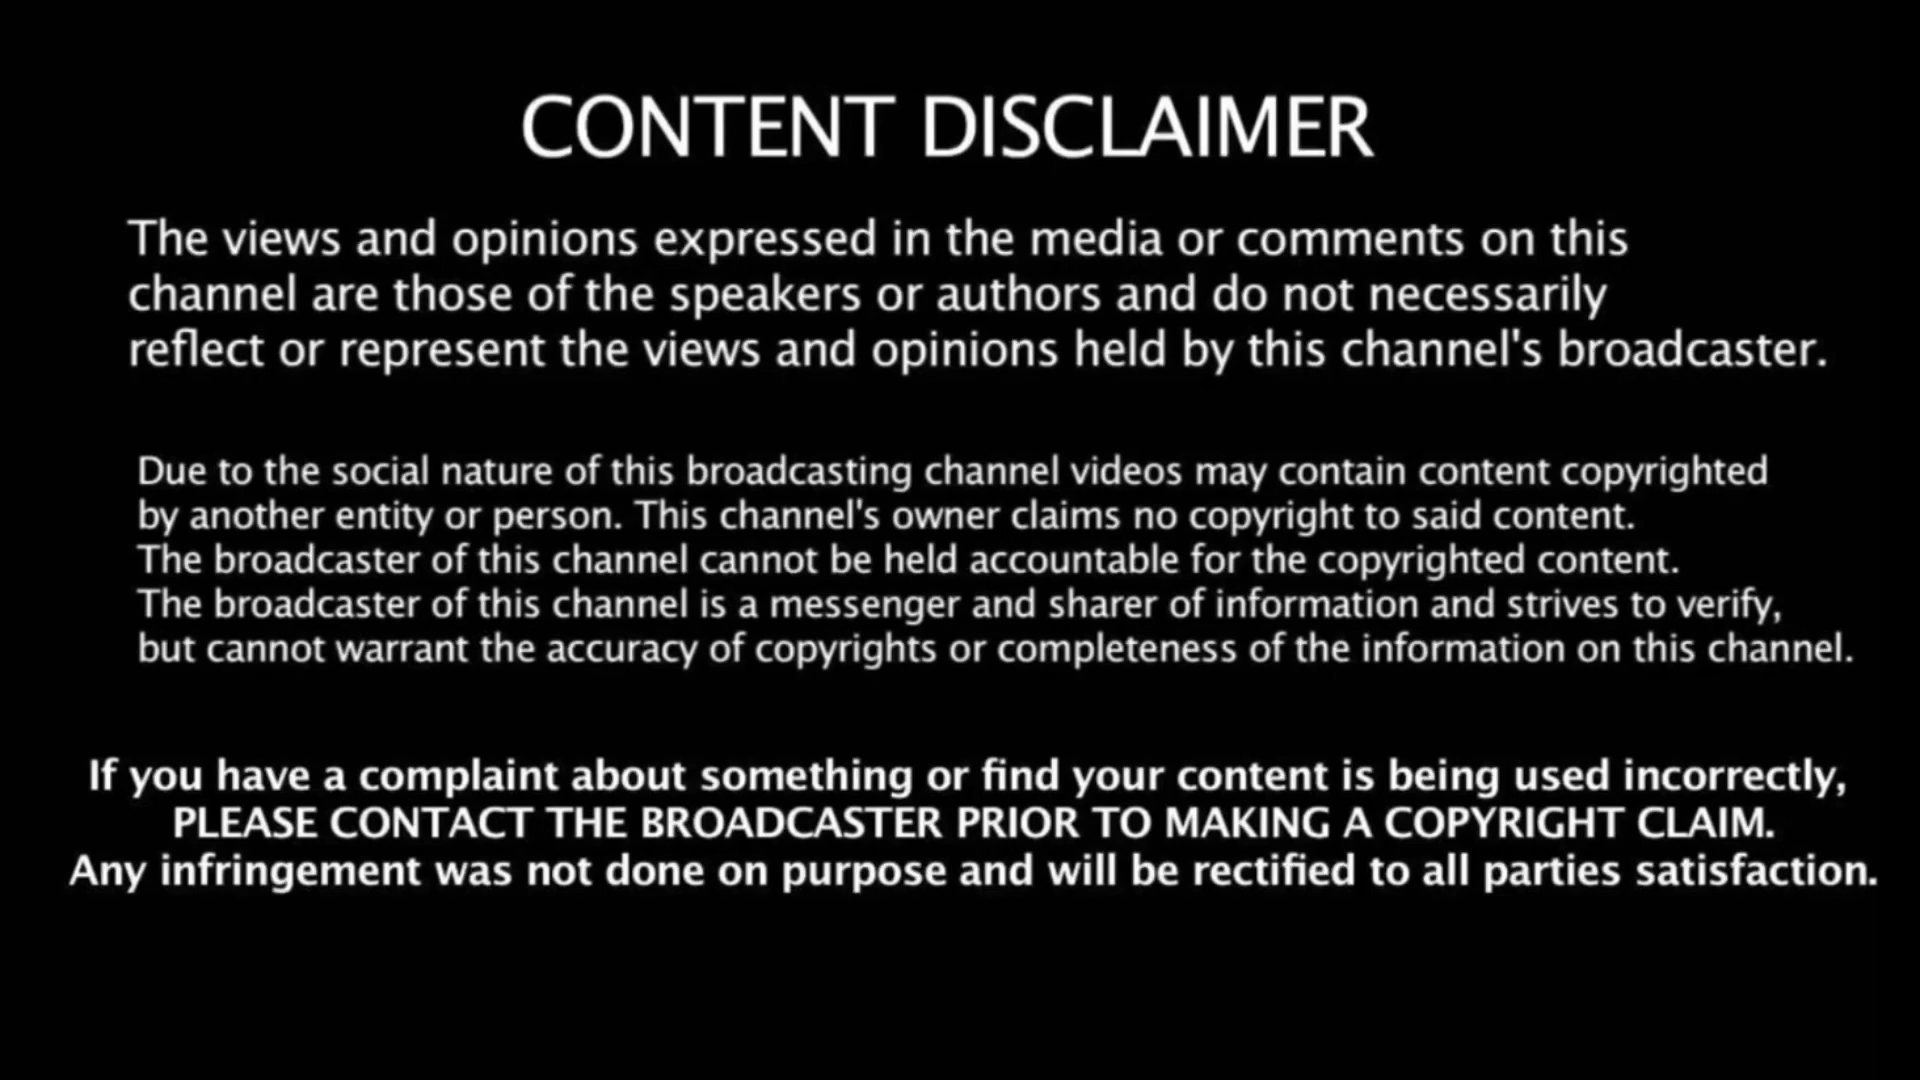 CONTENT DISCLAIMER
The views and opinions expressed in the media or comments on this
channel are those of the speakers or authors and do not necessarily
reflect or represent the views and opinions held by this channel's broadcaster.
Due to the social nature of this broadcasting channel videos may contain content copyrighted
by another entity or person. This channel's owner claims no copyright to said content.
The broadcaster of this channel cannot be held accountable for the copyrighted content.
The broadcaster of this channel is a messenger and sharer of information and strives to verify,
but cannot warrant the accuracy of copyrights or completeness of the information on this channel.
If you have a complaint about something or find your content is being used incorrectly,
PLEASE CONTACT THE BROADCASTER PRIOR TO MAKING A COPYRIGHT CLAIM.
Any infringement was not done on purpose and will be rectified to all parties satisfaction.